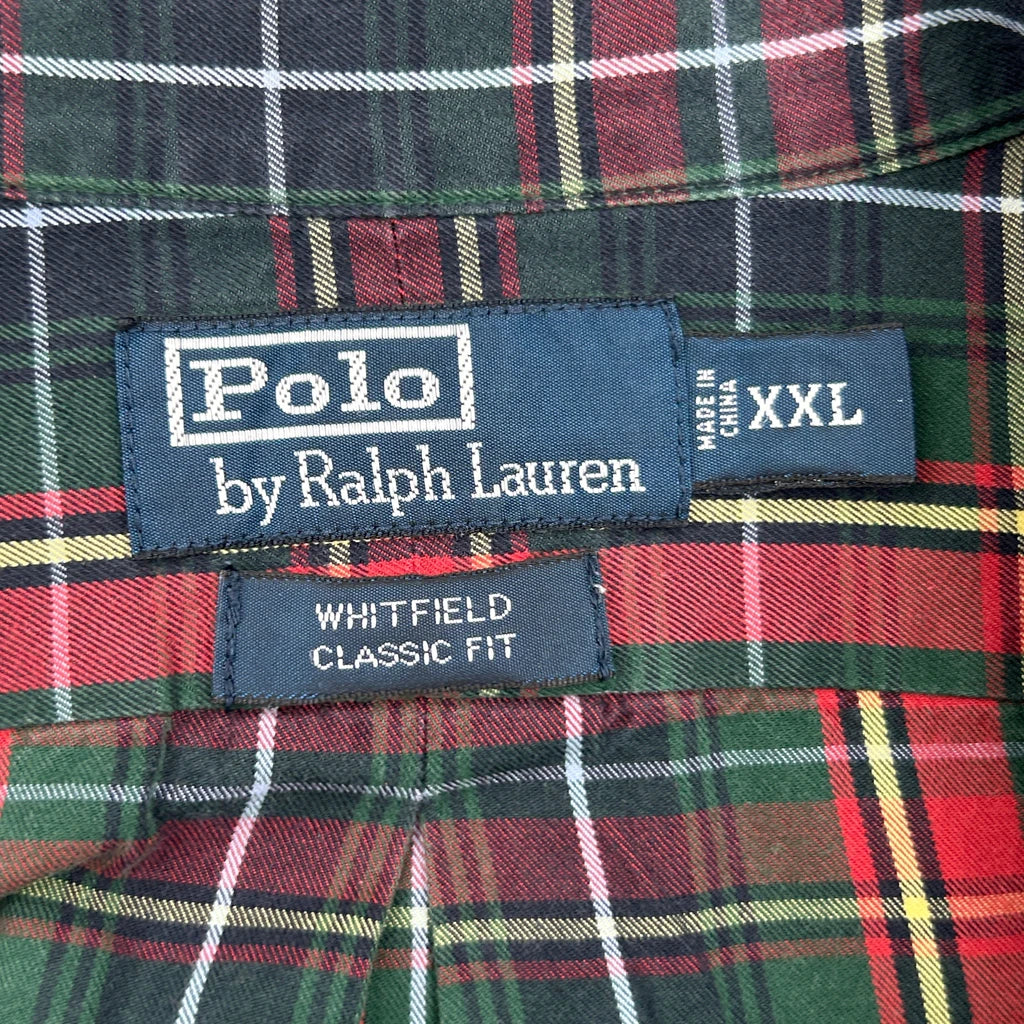 Polo
by Ralph Lauren
MADE IN
CHINA
XXL
WHITFIELD
CLASSIC FIT